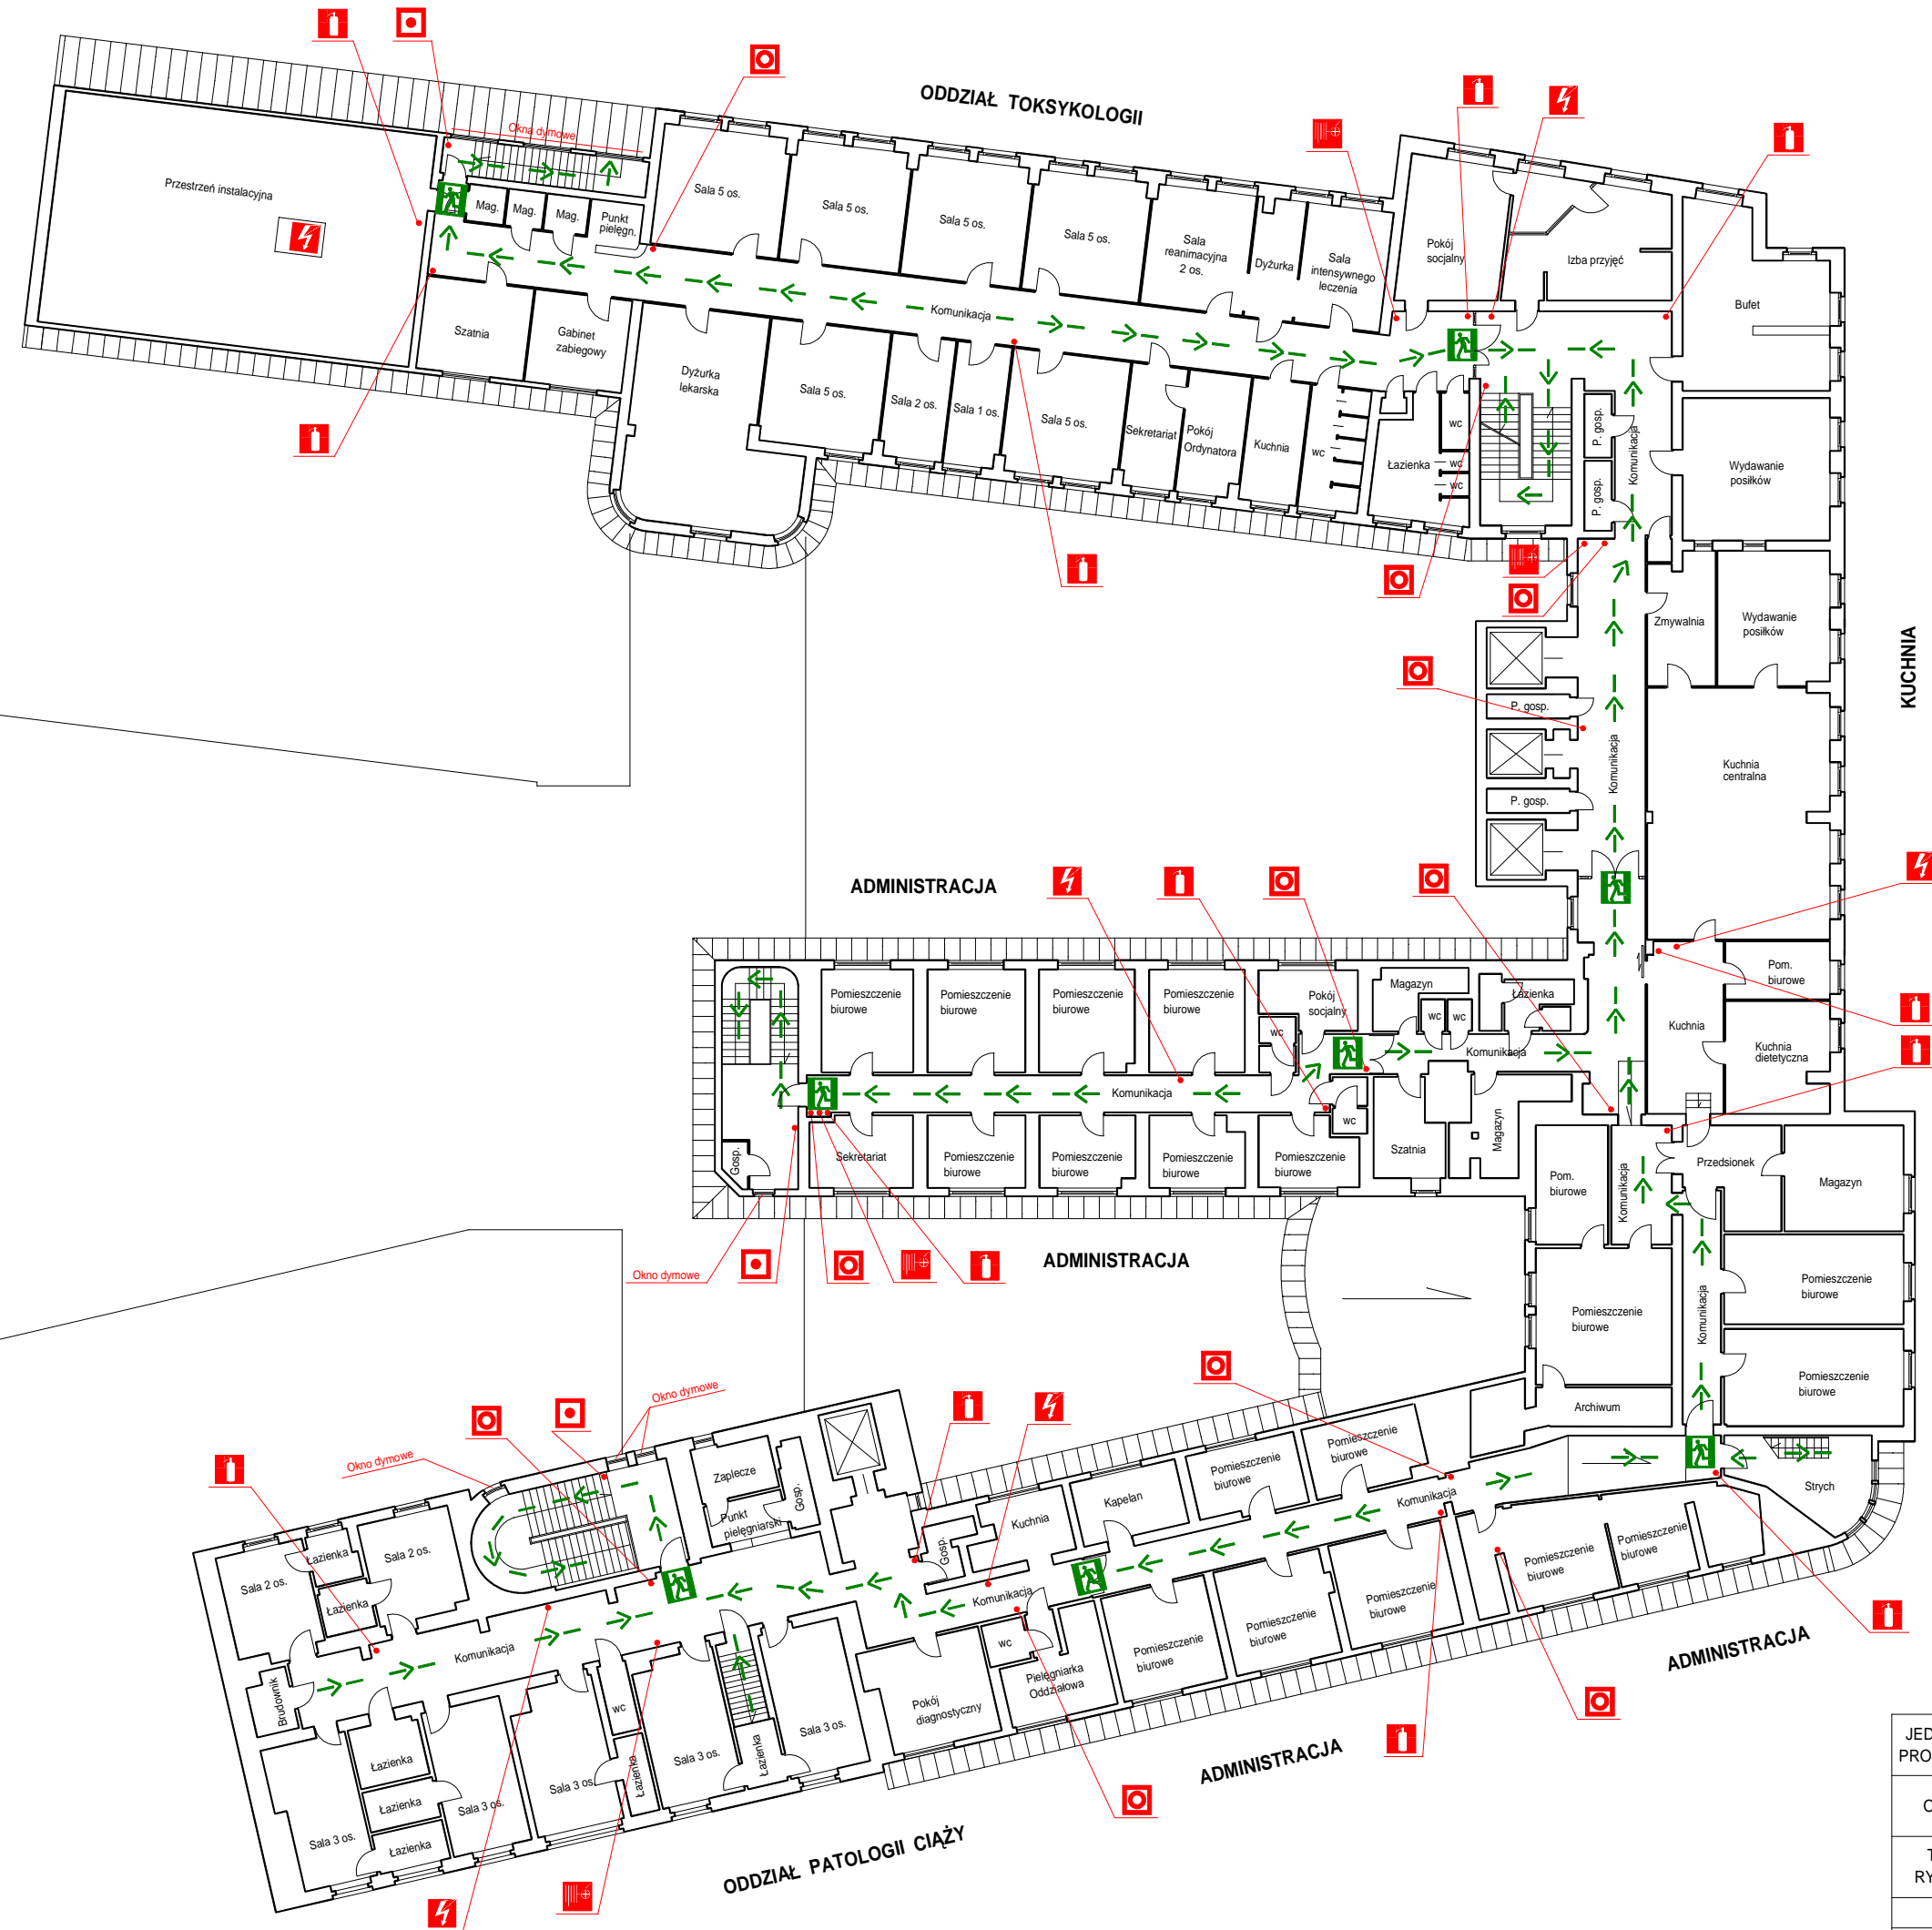 ODDZIAŁ TOKSYKOLOGII
Okna dymowe
Przestrzeń instalacyjna
Mag.
Mag.
Mag.
Punkt
pielęgn.
Sala 5 os.
Sala 5 os.
Sala 5 os.
Sala 5 os.
Sala
reanimacyjna
2 os.
Dyżurka
Sala
intensywnego
leczenia
Pokój
socjalny
Izba przyjęć
Bufet
Komunikacja
Szatnia
Gabinet
zabiegowy
Dyżurka
lekarska
Sala 5 os.
Sala 2 os.
Sala 1 os.
Sala 5 os.
Sekretariat
Pokój
Ordynatora
Kuchnia
wc
Łazienka
wc
wc
wc
P. gosp.
P. gosp.
Komunikacja
Wydawanie
posiłków
Zmywalnia
Wydawanie
posiłków
KUCHNIA
P. gosp.
P. gosp.
Komunikacja
Kuchnia
centralna
ADMINISTRACJA
Pomieszczenie
biurowe
Pomieszczenie
biurowe
Pomieszczenie
biurowe
Pomieszczenie
biurowe
Pokój
socjalny
wc
Magazyn
wc
wc
Łazienka
Komunikacja
Kuchnia
Pom.
biurowe
Kuchnia
dietetyczna
Komunikacja
wc
Gosp.
Sekretariat
Pomieszczenie
biurowe
Pomieszczenie
biurowe
Pomieszczenie
biurowe
Pomieszczenie
biurowe
Szatnia
Magazyn
Pom.
biurowe
Komunikacja
Przedsionek
Magazyn
Okno dymowe
ADMINISTRACJA
Pomieszczenie
biurowe
Komunikacja
Pomieszczenie
biurowe
Pomieszczenie
biurowe
Archiwum
Strych
Okno dymowe
Okno dymowe
Zaplecze
Punkt
pielęgniarski
Gosp.
Gosp.
Kuchnia
Kapelan
Pomieszczenie
biurowe
Pomieszczenie
biurowe
Komunikacja
Sala 2 os.
Łazienka
Łazienka
Sala 2 os.
Komunikacja
Brudownik
Komunikacja
wc
Pielęgniarka
Oddziałowa
Pomieszczenie
biurowe
Pomieszczenie
biurowe
Pomieszczenie
biurowe
Pomieszczenie
biurowe
Pomieszczenie
biurowe
Sala 3 os.
Łazienka
Łazienka
Łazienka
Sala 3 os.
Sala 3 os.
wc
Łazienka
Sala 3 os.
Łazienka
Sala 3 os.
Pokój
diagnostyczny
ADMINISTRACJA
ADMINISTRACJA
ODDZIAŁ PATOLOGII CIĄŻY
JED
PRO
T
RY